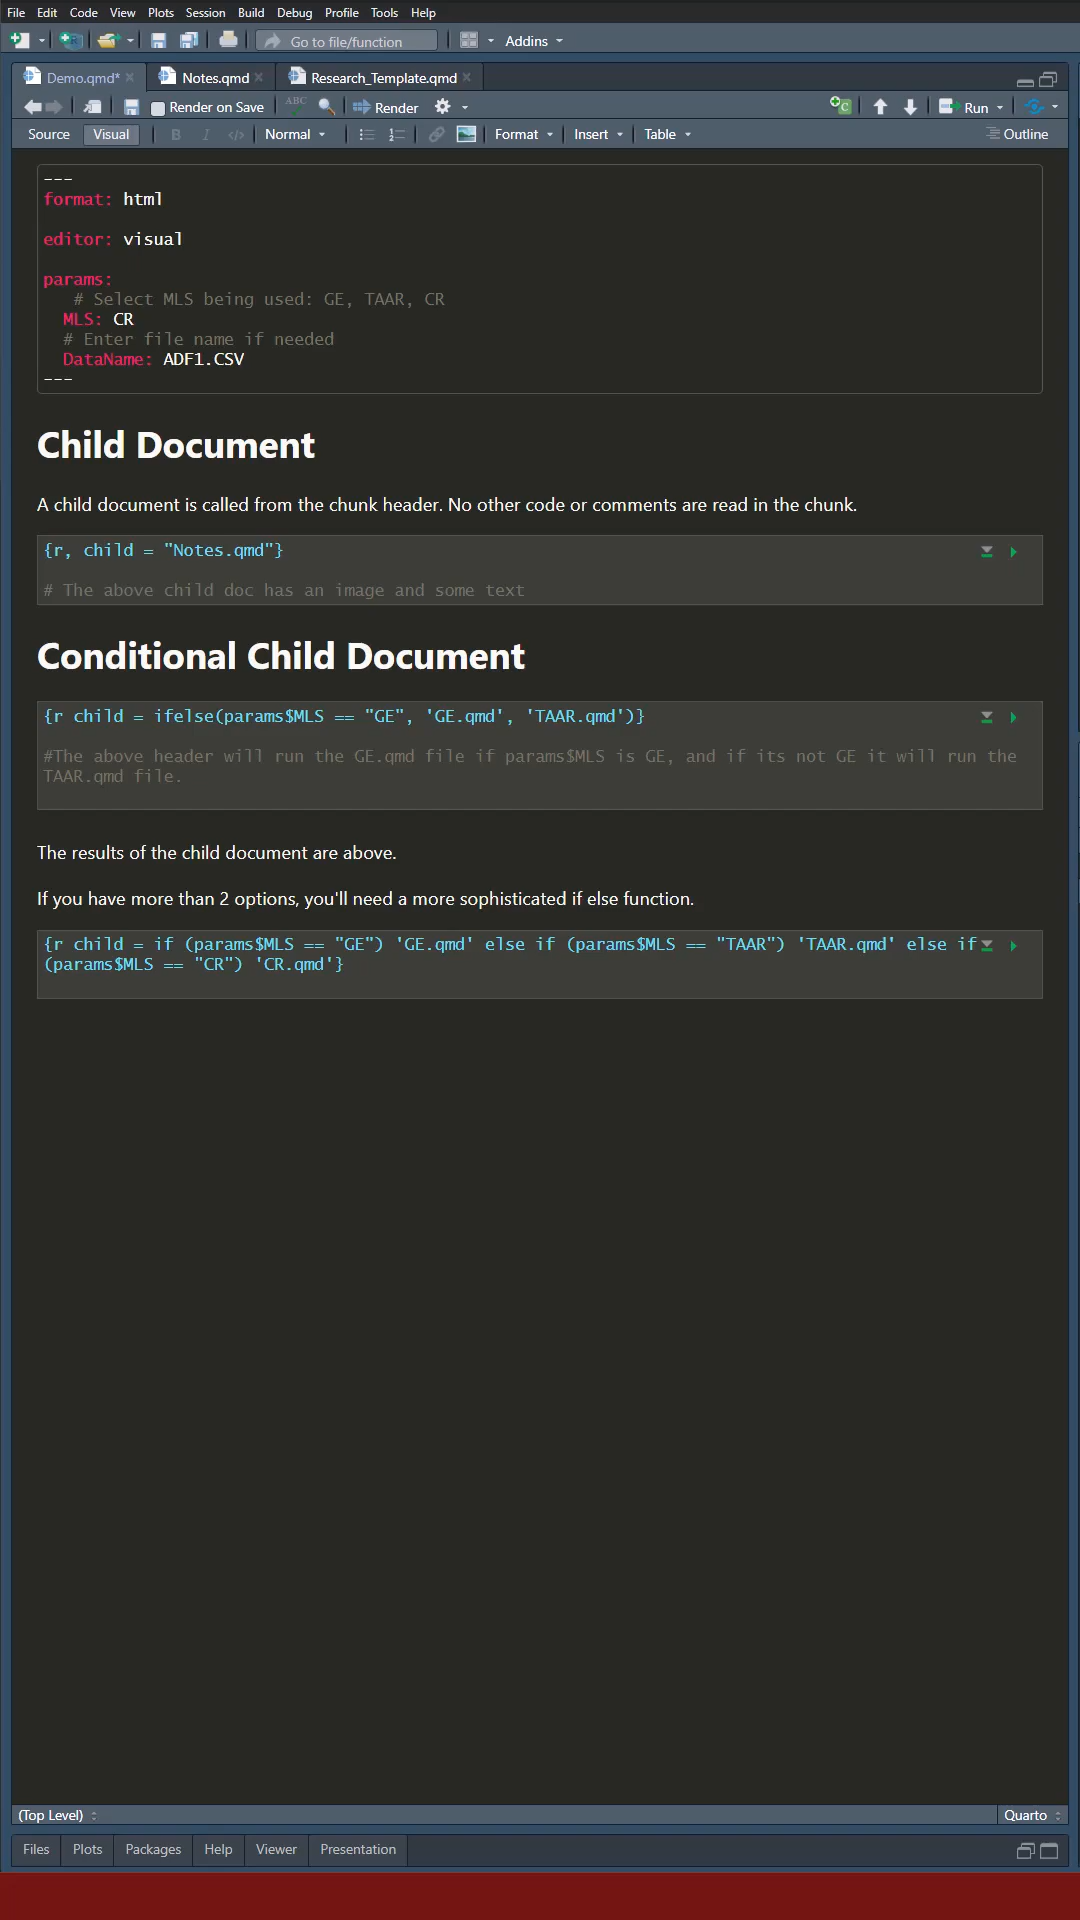 File Edit Code View Plots Session Build Debug Profile Tools Help
Go to file/function Addins
Demo.qmd* Notes.qmd Research_Template.qmd
Render on Save ABC Render Run
Source Visual B I </> Normal Format Insert Table Outline
---
format: html
editor: visual
params:
# Select MLS being used: GE, TAAR, CR
MLS: CR
# Enter file name if needed
DataName: ADF1.CSV
---
Child Document
A child document is called from the chunk header. No other code or comments are read in the chunk.
{r, child = "Notes.qmd"}
# The above child doc has an image and some text
Conditional Child Document
{r child = ifelse(params$MLS == "GE", 'GE.qmd', 'TAAR.qmd')}
#The above header will run the GE.qmd file if params$MLS is GE, and if its not GE it will run the
TAAR.qmd file.
The results of the child document are above.
If you have more than 2 options, you'll need a more sophisticated if else function.
{r child = if (params$MLS == "GE") 'GE.qmd' else if (params$MLS == "TAAR") 'TAAR.qmd' else if
(params$MLS == "CR") 'CR.qmd'}
(Top Level) Quarto
Files Plots Packages Help Viewer Presentation